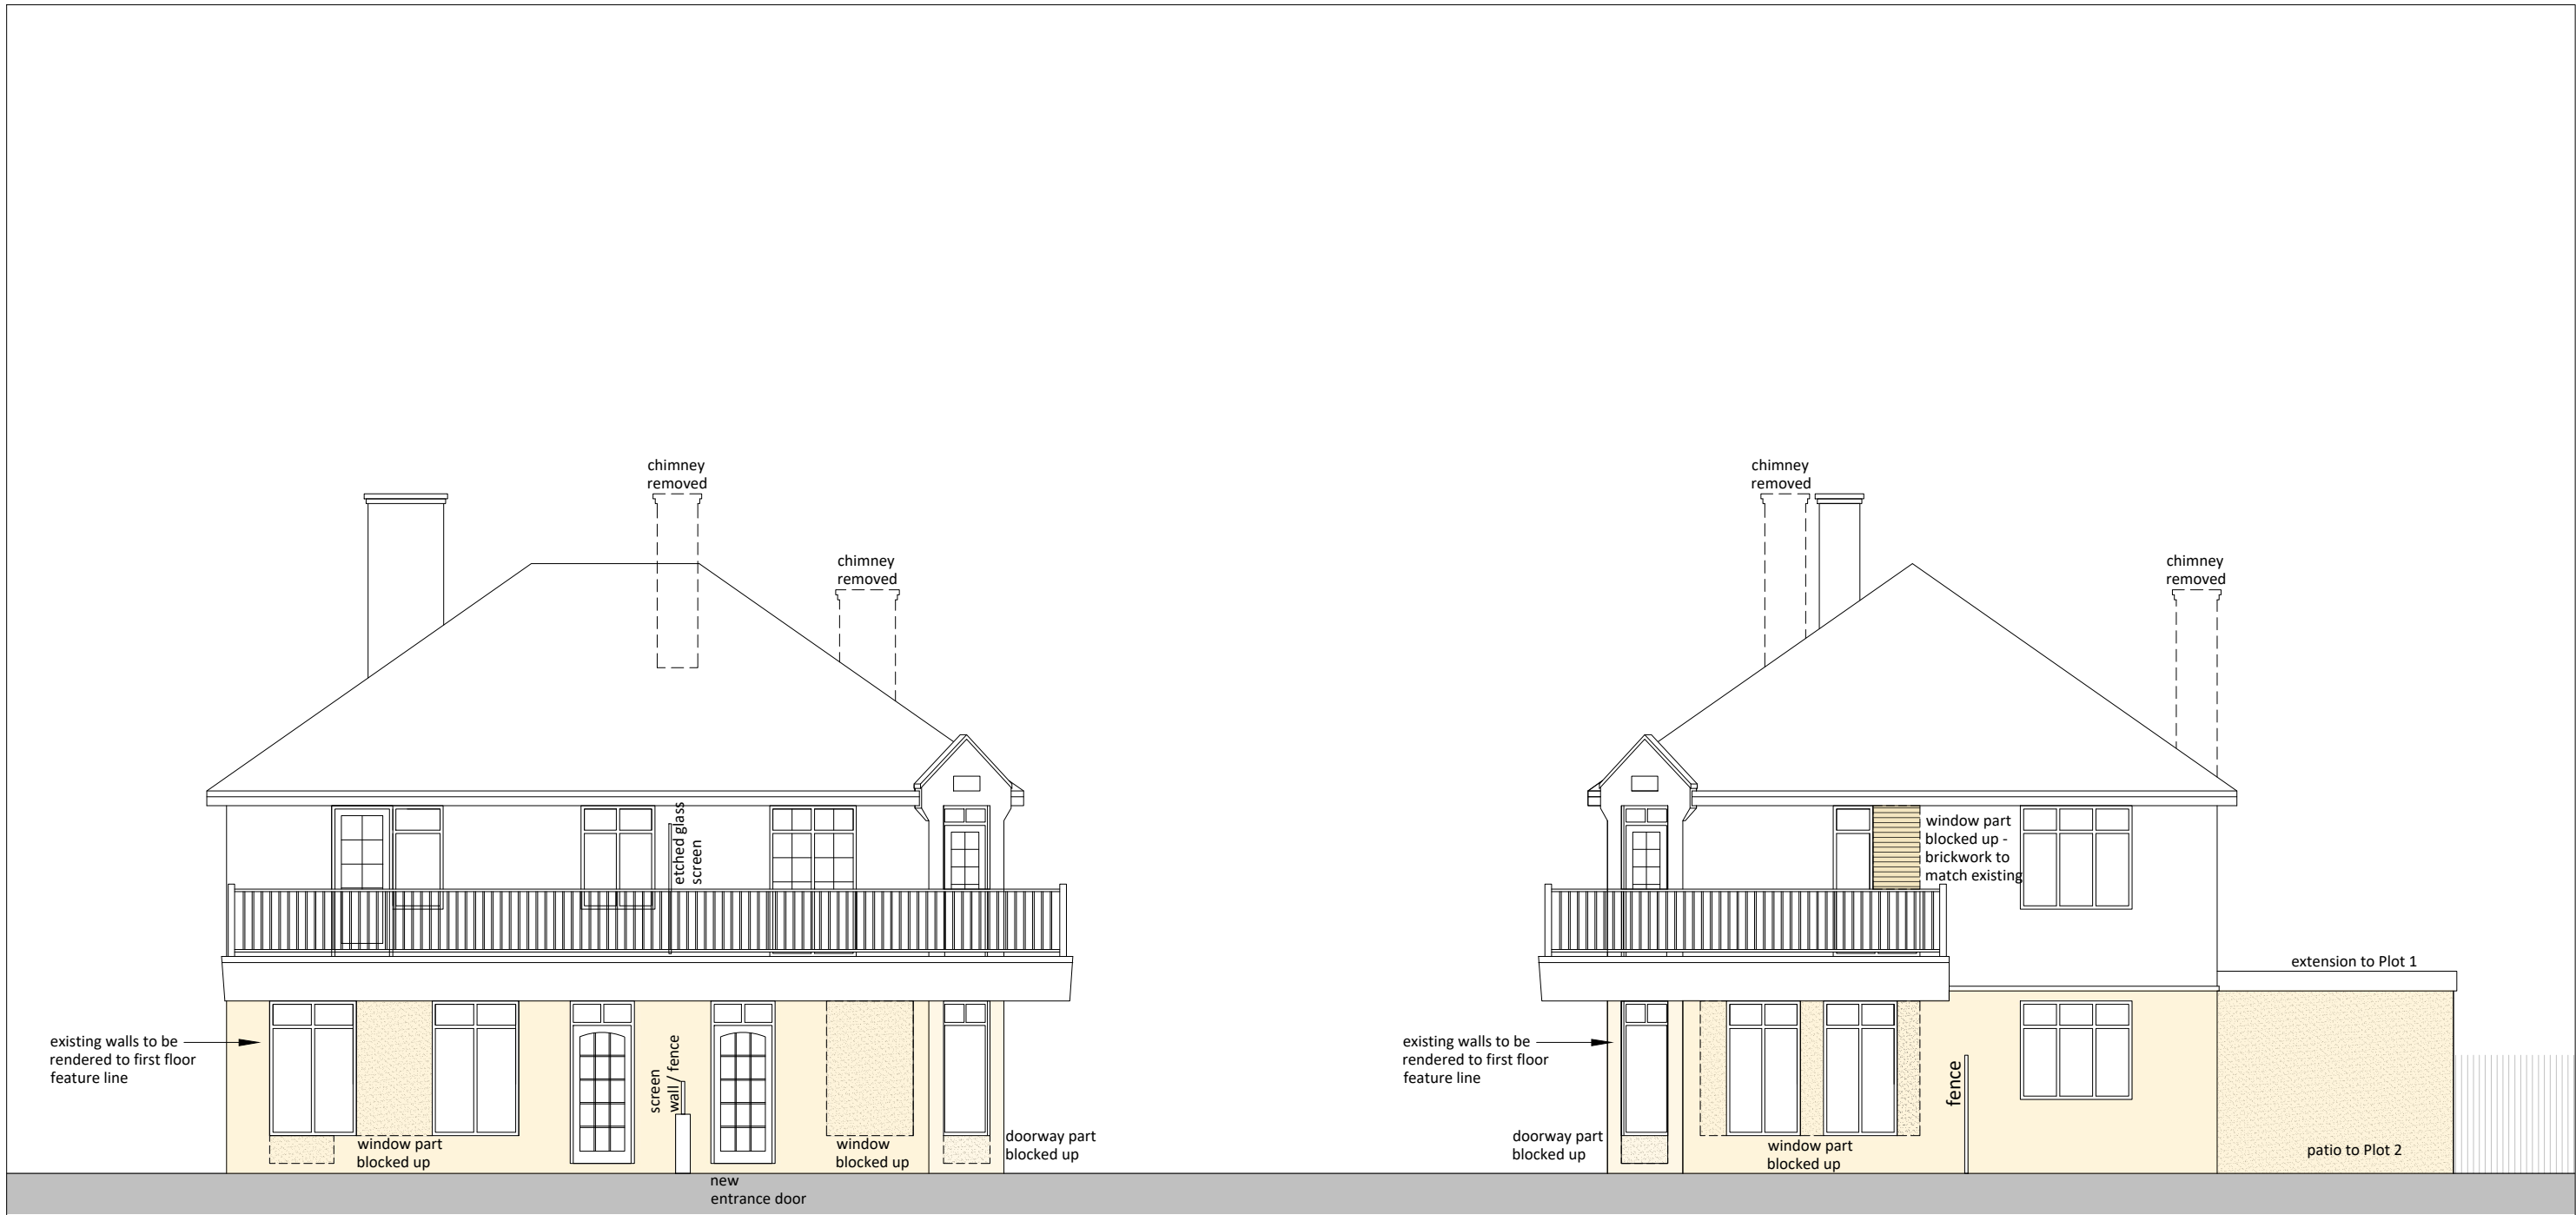 chimney
removed
chimney
removed
etched glass
screen
existing walls to be
rendered to first floor
feature line
screen
wall / fence
window part
blocked up
window
blocked up
doorway part
blocked up
new
entrance door
chimney
removed
chimney
removed
window part
blocked up -
brickwork to
match existing
extension to Plot 1
existing walls to be
rendered to first floor
feature line
fence
doorway part
blocked up
window part
blocked up
patio to Plot 2